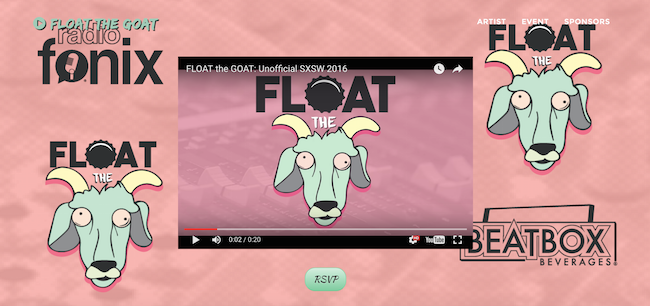 FLOAT THE GOAT
ARTIST EVENT SPONSORS
radio
fonix
FLOAT
THE
FLOAT the GOAT: Unofficial SXSW 2016
FLOAT
THE
FLOAT
THE
0:02 / 0:20
YouTube
BEATBOX
BEVERAGES
RSVP